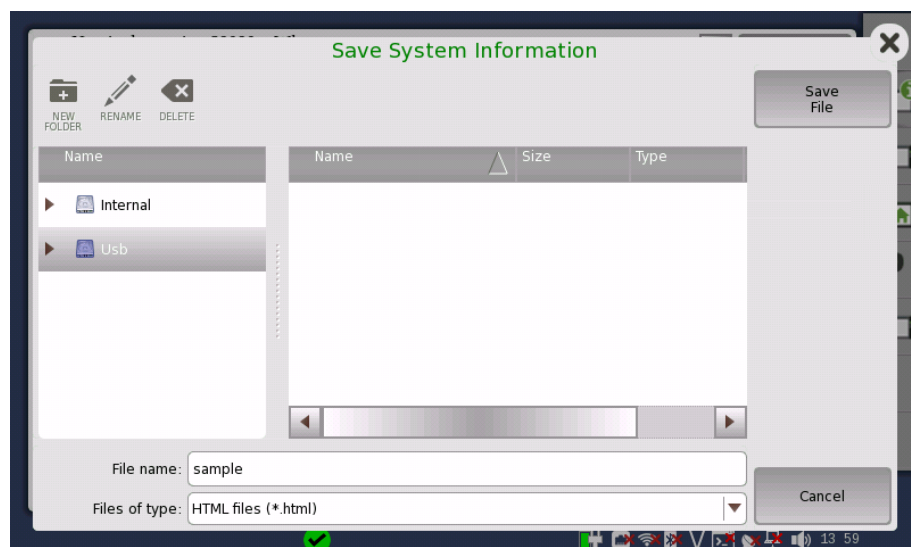 Save System Information
NEW
FOLDER
RENAME
DELETE
Save
File
Name
Name
Size
Type
Internal
Usb
File name:
sample
Files of type:
HTML files (*.html)
Cancel
13 59